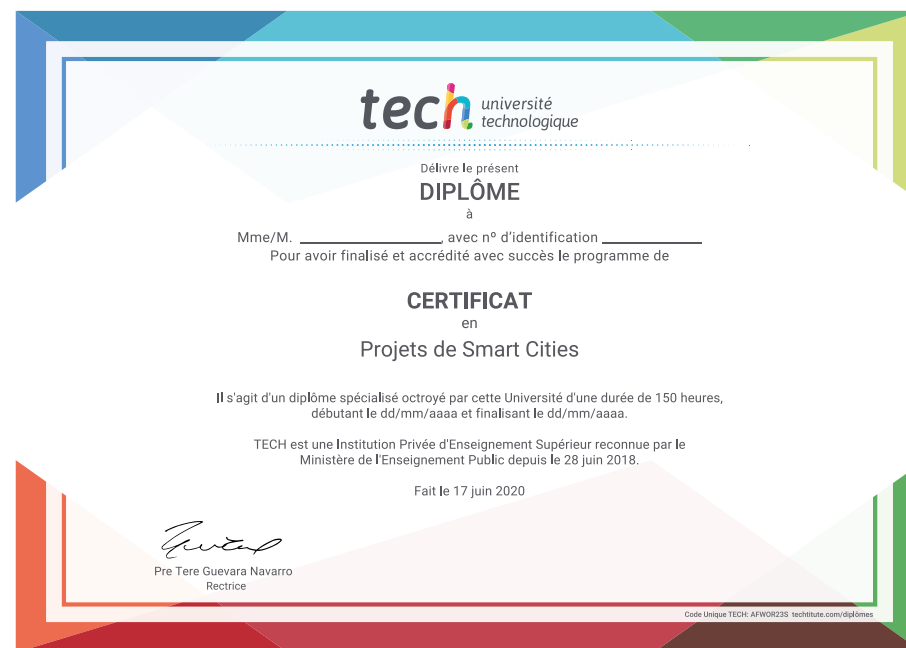 tech université
technologique
Délivre le présent
DIPLÔME
à
Mme/M. ____________________, avec nº d'identification ______________
Pour avoir finalisé et accrédité avec succès le programme de
CERTIFICAT
en
Projets de Smart Cities
Il s'agit d'un diplôme spécialisé octroyé par cette Université d'une durée de 150 heures,
débutant le dd/mm/aaaa et finalisant le dd/mm/aaaa.
TECH est une Institution Privée d'Enseignement Supérieur reconnue par le
Ministère de l'Enseignement Public depuis le 28 juin 2018.
Fait le 17 juin 2020
Pre Tere Guevara Navarro
Rectrice
Code Unique TECH: AFWOR23S techtitute.com/diplômes